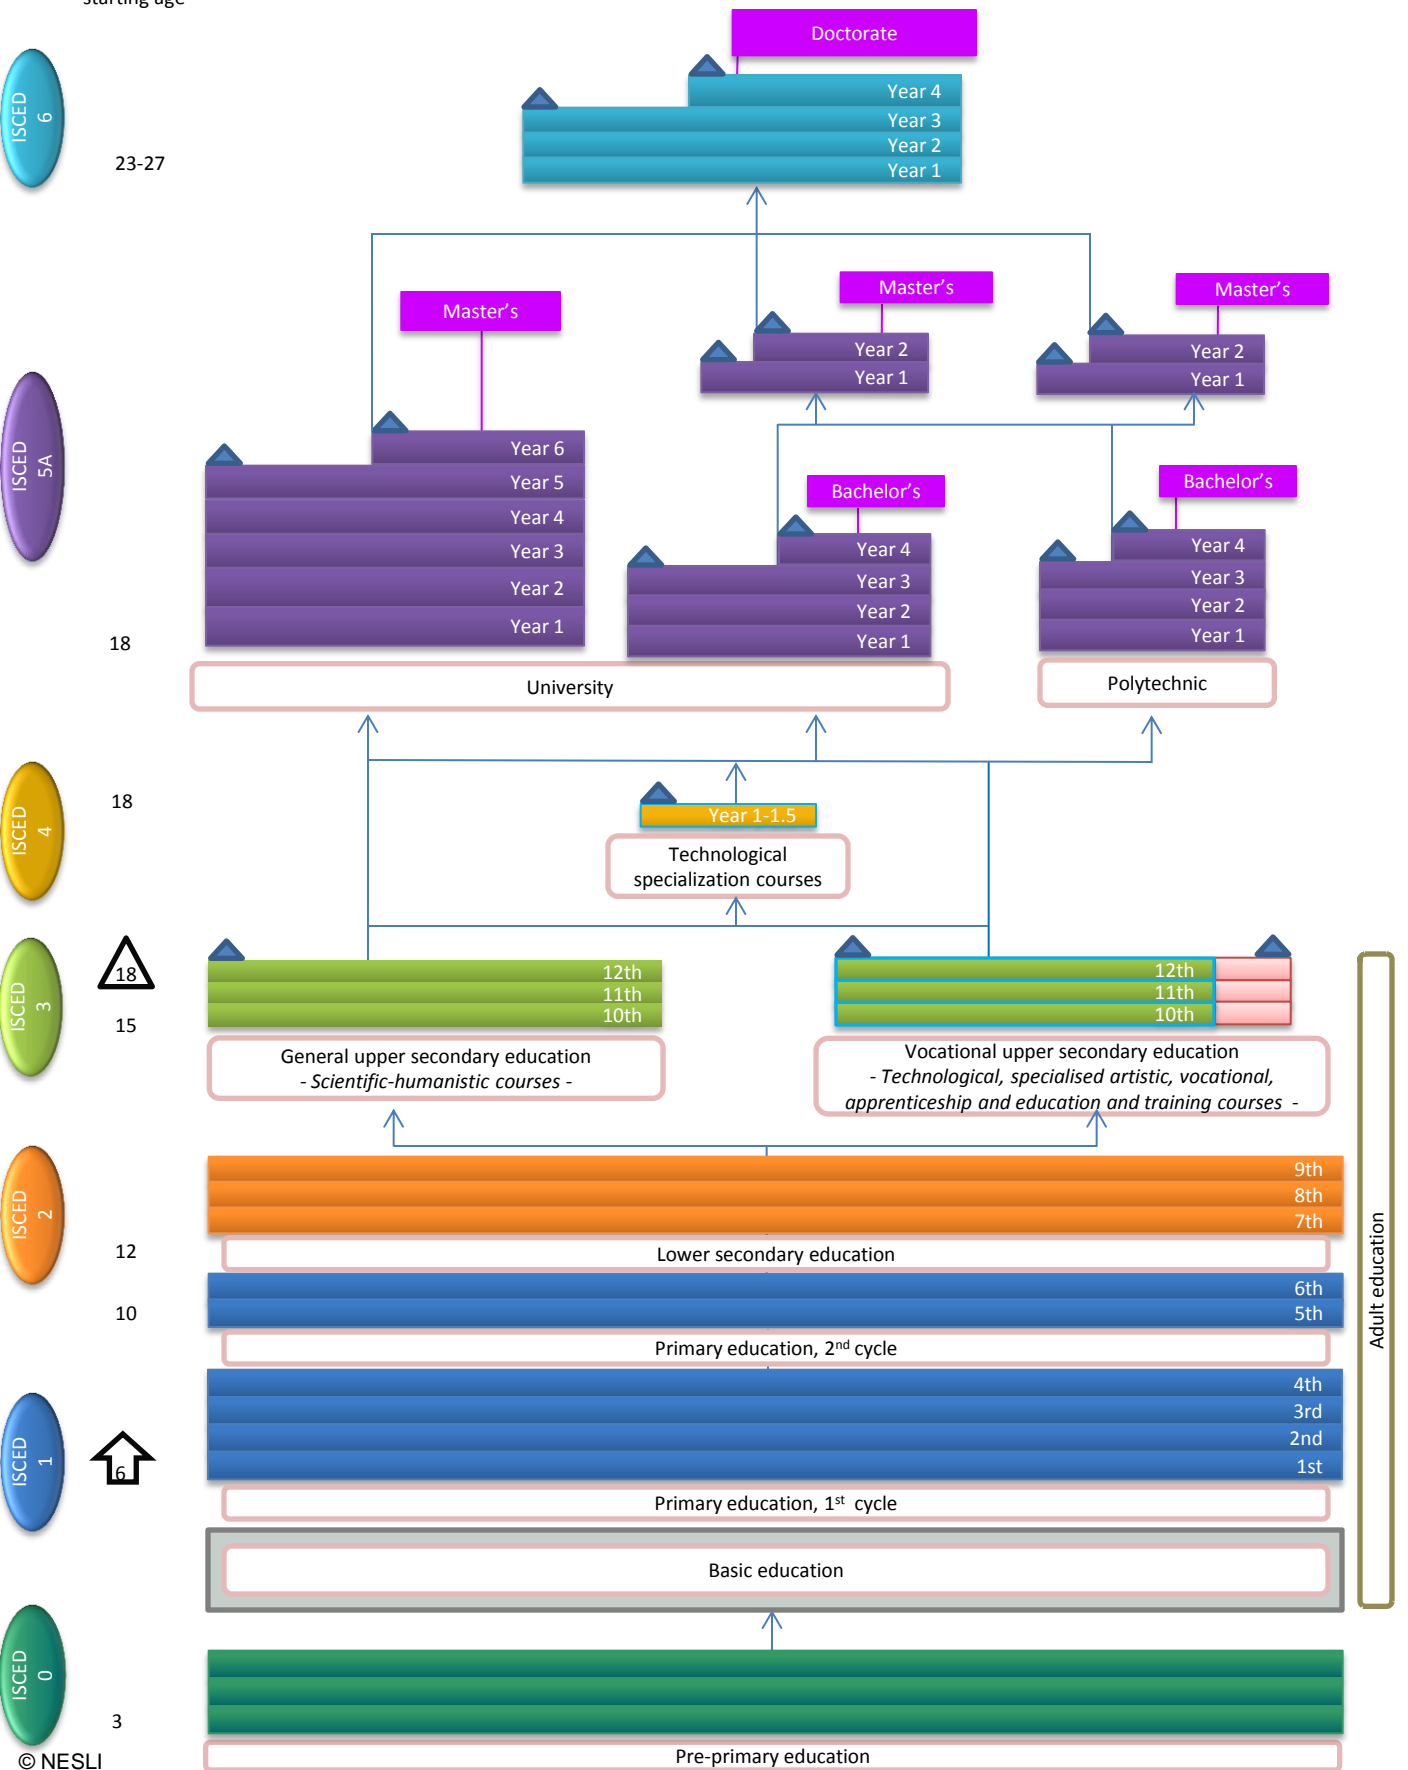 starting age
Doctorate
ISCED
6
Year 4
Year 3
Year 2
Year 1
23-27
Master's
Master's
Master's
Year 2
Year 1
Year 2
Year 1
ISCED
5A
Year 6
Year 5
Year 4
Year 3
Year 2
Year 1
Bachelor's
Year 4
Year 3
Year 2
Year 1
Bachelor's
Year 4
Year 3
Year 2
Year 1
18
University
Polytechnic
ISCED
4
18
Year 1-1.5
Technological
specialization courses
ISCED
3
18
15
12th
11th
10th
12th
11th
10th
General upper secondary education
- Scientific-humanistic courses -
Vocational upper secondary education
- Technological, specialised artistic, vocational,
apprenticeship and education and training courses -
ISCED
2
9th
8th
7th
12
Lower secondary education
6th
5th
10
Primary education, 2nd cycle
Adult education
ISCED
1
4th
3rd
2nd
1st
6
Primary education, 1st cycle
Basic education
ISCED
0
3
Pre-primary education
© NESLI